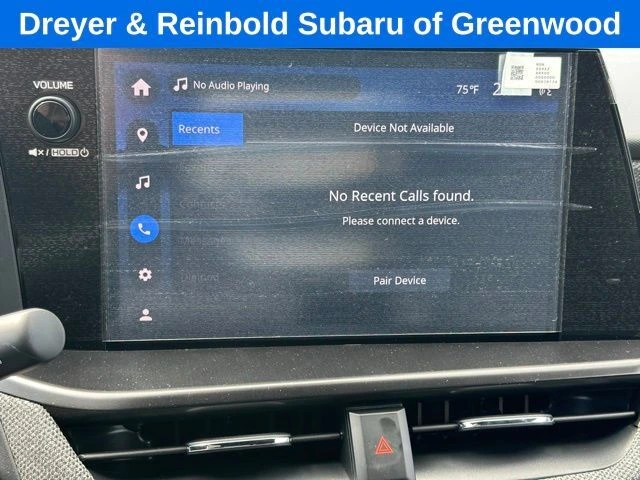 Dreyer & Reinbold Subaru of Greenwood
VOLUME
/ HOLD
No Audio Playing
75°F
Recents
Device Not Available
No Recent Calls found.
Please connect a device.
Pair Device